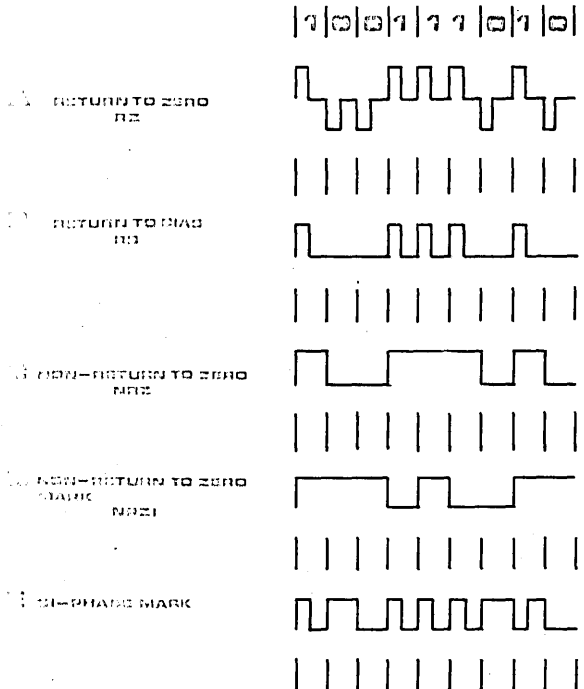 1 0 0 1 1 1 0 1 0
RETURN TO ZERO
RZ
RETURN TO BIAS
RB
NON-RETURN TO ZERO
NRZ
NON-RETURN TO ZERO
MARK
NRZI
BI-PHASE MARK